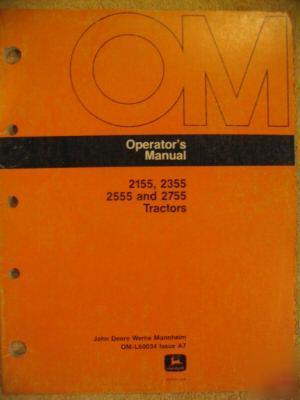 OM
Operator's
Manual
2155, 2355
2555 and 2755
Tractors
John Deere Werke Mannheim
OM-L60034 Issue A7